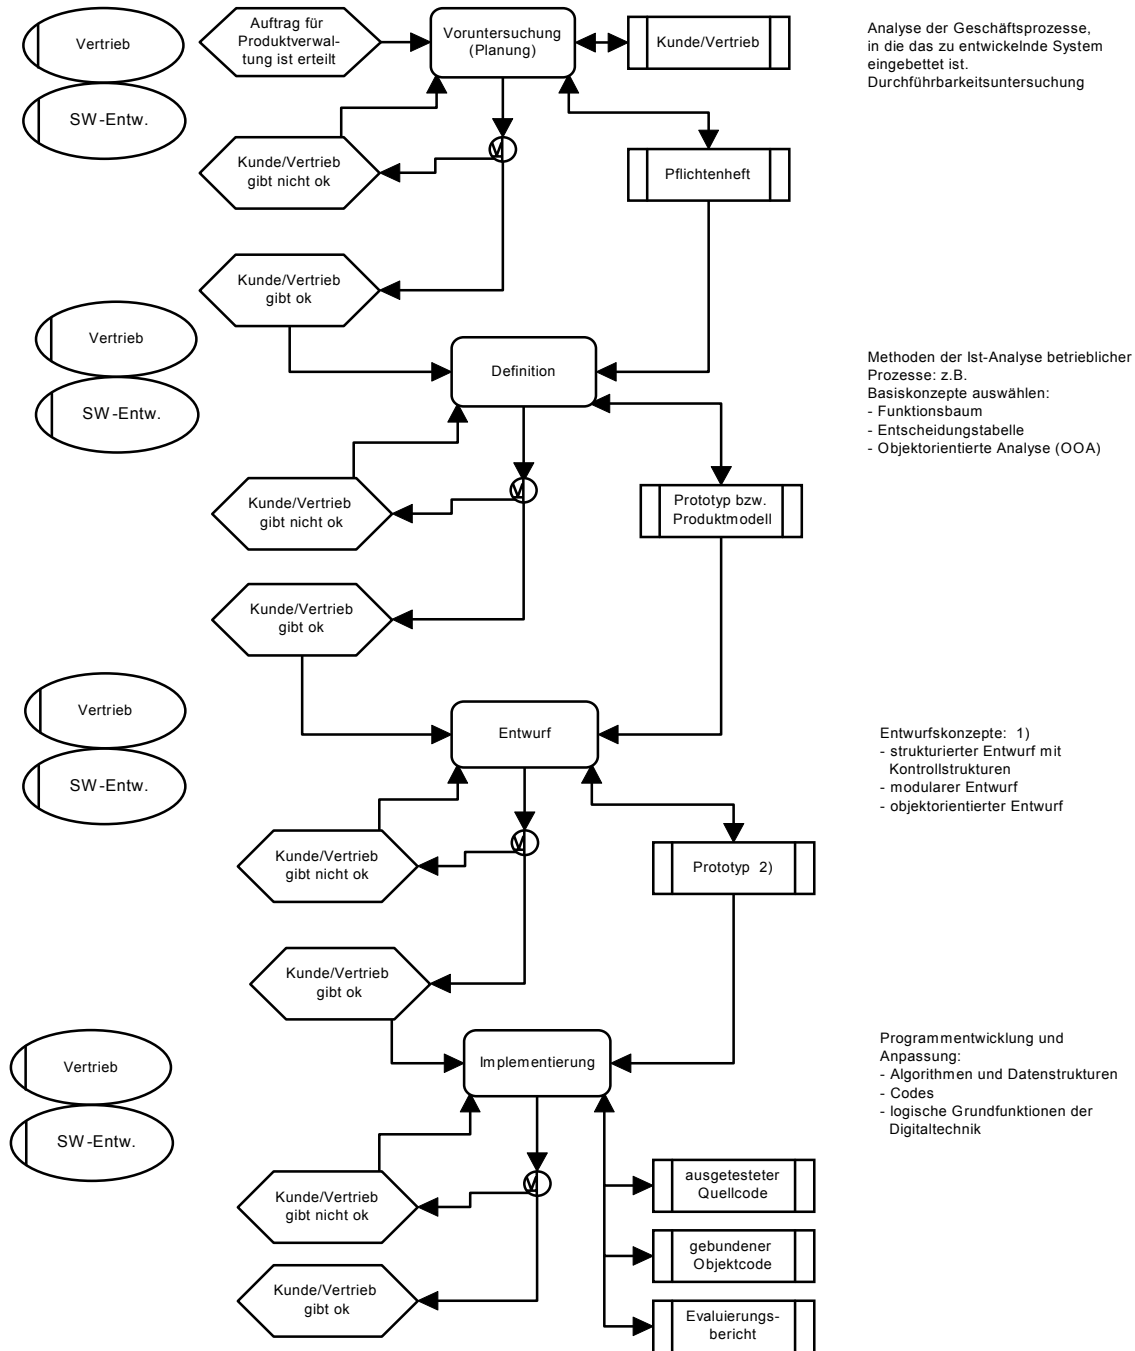 Vertrieb
SW-Entw.
Auftrag für
Produktverwal-
tung ist erteilt
Voruntersuchung
(Planung)
Kunde/Vertrieb
Analyse der Geschäftsprozesse,
in die das zu entwickelnde System
eingebettet ist.
Durchführbarkeitsuntersuchung
V
Kunde/Vertrieb
gibt nicht ok
Pflichtenheft
Kunde/Vertrieb
gibt ok
Vertrieb
SW-Entw.
Definition
Methoden der Ist-Analyse betrieblicher
Prozesse: z.B.
Basiskonzepte auswählen:
- Funktionsbaum
- Entscheidungstabelle
- Objektorientierte Analyse (OOA)
V
Kunde/Vertrieb
gibt nicht ok
Prototyp bzw.
Produktmodell
Kunde/Vertrieb
gibt ok
Vertrieb
SW-Entw.
Entwurf
Entwurfskonzepte: 1)
- strukturierter Entwurf mit
Kontrollstrukturen
- modularer Entwurf
- objektorientierter Entwurf
V
Kunde/Vertrieb
gibt nicht ok
Prototyp 2)
Kunde/Vertrieb
gibt ok
Vertrieb
SW-Entw.
Implementierung
Programmentwicklung und
Anpassung:
- Algorithmen und Datenstrukturen
- Codes
- logische Grundfunktionen der
Digitaltechnik
V
Kunde/Vertrieb
gibt nicht ok
ausgetesteter
Quellcode
gebundener
Objektcode
Kunde/Vertrieb
gibt ok
Evaluierungs-
bericht